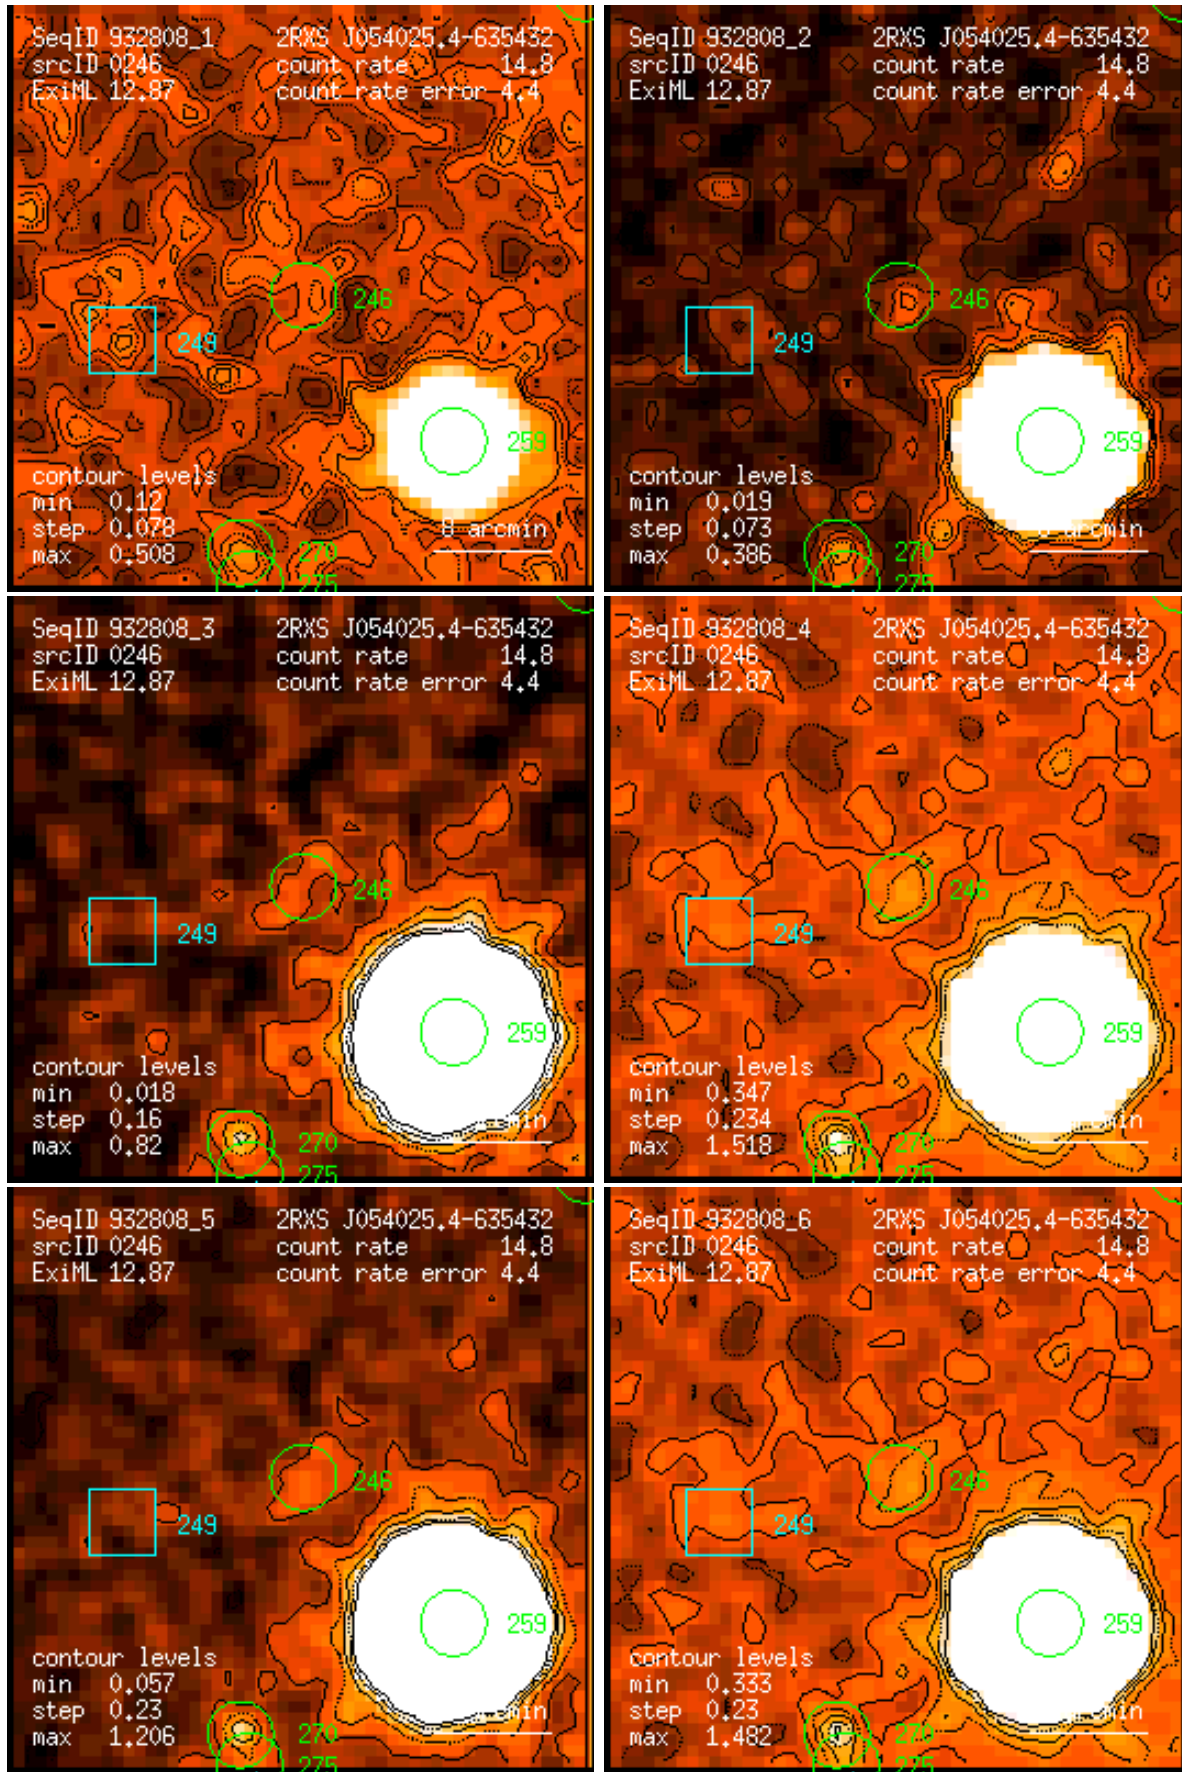 SeqID 932808_1 2RXS J054025.4-635432
srcID 0246 count rate 14.8
ExiML 12.87 count rate error 4.4
246
249
259
contour levels
min 0.12
step 0.078 8 arcmin
max 0.508 270
275
SeqID 932808_2 2RXS J054025.4-635432
srcID 0246 count rate 14.8
ExiML 12.87 count rate error 4.4
246
249
259
contour levels
min 0.019
step 0.073 arcmin
max 0.386 270
275
SeqID 932808_3 2RXS J054025.4-635432
srcID 0246 count rate 14.8
ExiML 12.87 count rate error 4.4
246
249
259
contour levels
min 0.018
step 0.16
max 0.82 270
275
SeqID 932808_4 2RXS J054025.4-635432
srcID 0246 count rate 14.8
ExiML 12.87 count rate error 4.4
246
249
259
contour levels
min 0.347
step 0.234
max 1.518 270
275
SeqID 932808_5 2RXS J054025.4-635432
srcID 0246 count rate 14.8
ExiML 12.87 count rate error 4.4
246
249
259
contour levels
min 0.057
step 0.23
max 1.206 270
275
SeqID 932808_6 2RXS J054025.4-635432
srcID 0246 count rate 14.8
ExiML 12.87 count rate error 4.4
246
249
259
contour levels
min 0.333
step 0.23
max 1.482 270
275